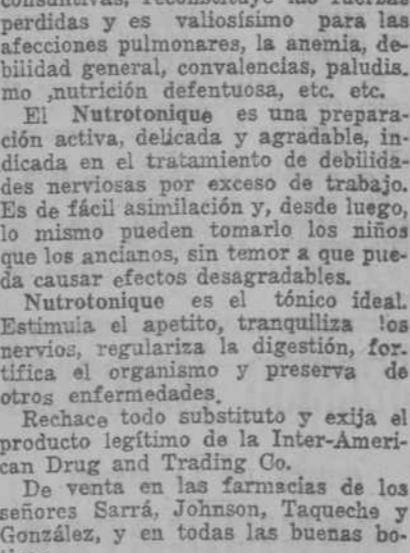 consuntivas, reconstituye las fuerzas
perdidas y es valiosísimo para las
afecciones pulmonares, la anemia, de-
bilidad general, convalencias, paludis.
mo ,nutrición defentuosa, etc. etc.
El Nutrotonique es una prepara-
ción activa, delicada y agradable, in-
dicada en el tratamiento de debilida-
des nerviosas por exceso de trabajo.
Es de fácil asimilación y, desde luego,
lo mismo pueden tomarlo los niños
que los ancianos, sin temor a que pue-
da causar efectos desagradables.
Nutrotonique es el tónico ideal.
Estimula el apetito, tranquiliza los
nervios, regulariza la digestión, for.
tifica el organismo y preserva de
otros enfermedades.
Rechace todo substituto y exija el
producto legítimo de la Inter-Ameri-
can Drug and Trading Co.
De venta en las farmacias de los
señores Sarrá, Johnson, Taqueche y
González, y en todas las buenas bo-